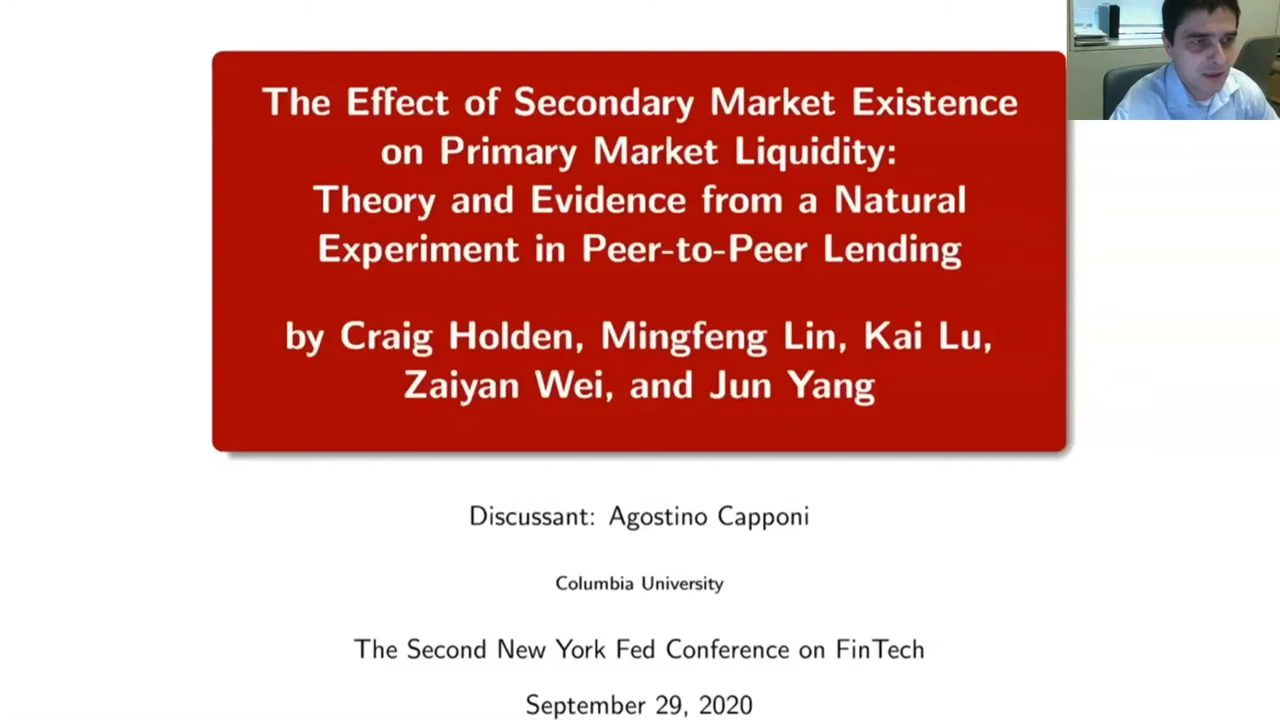 The Effect of Secondary Market Existence
on Primary Market Liquidity:
Theory and Evidence from a Natural
Experiment in Peer-to-Peer Lending
by Craig Holden, Mingfeng Lin, Kai Lu,
Zaiyan Wei, and Jun Yang
Discussant: Agostino Capponi
Columbia University
The Second New York Fed Conference on FinTech
September 29, 2020